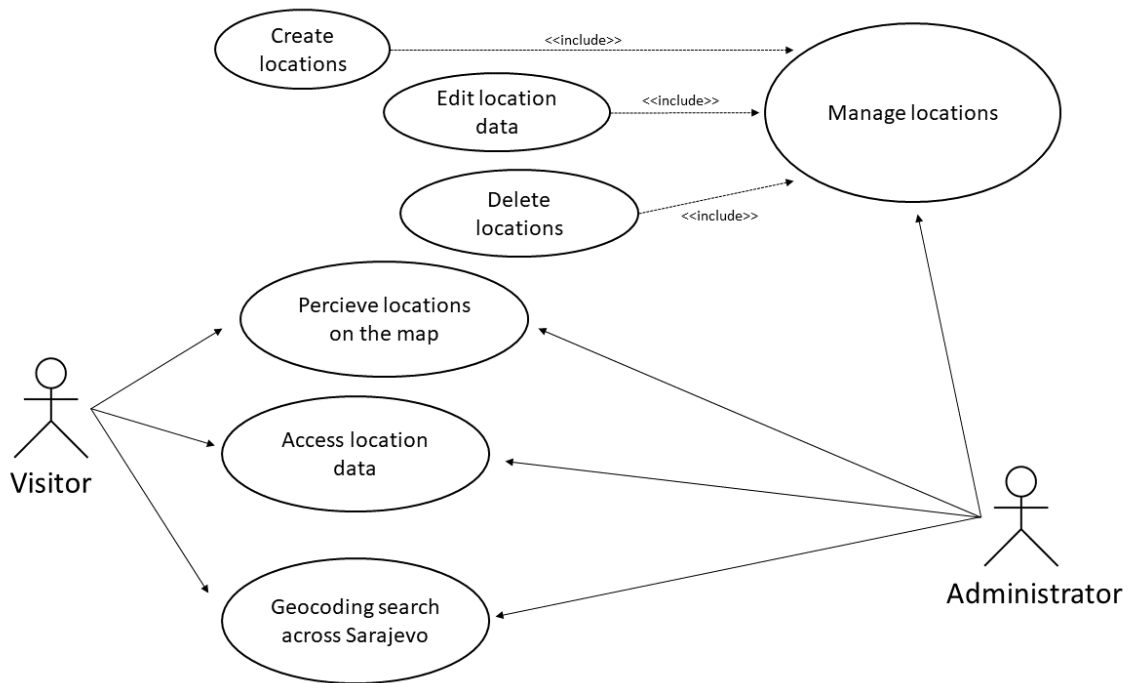 Create
locations
<<include>>
Edit location
data
<<include>>
Manage locations
Delete
locations
<<include>>
Percieve locations
on the map
Visitor
Access location
data
Administrator
Geocoding search
across Sarajevo